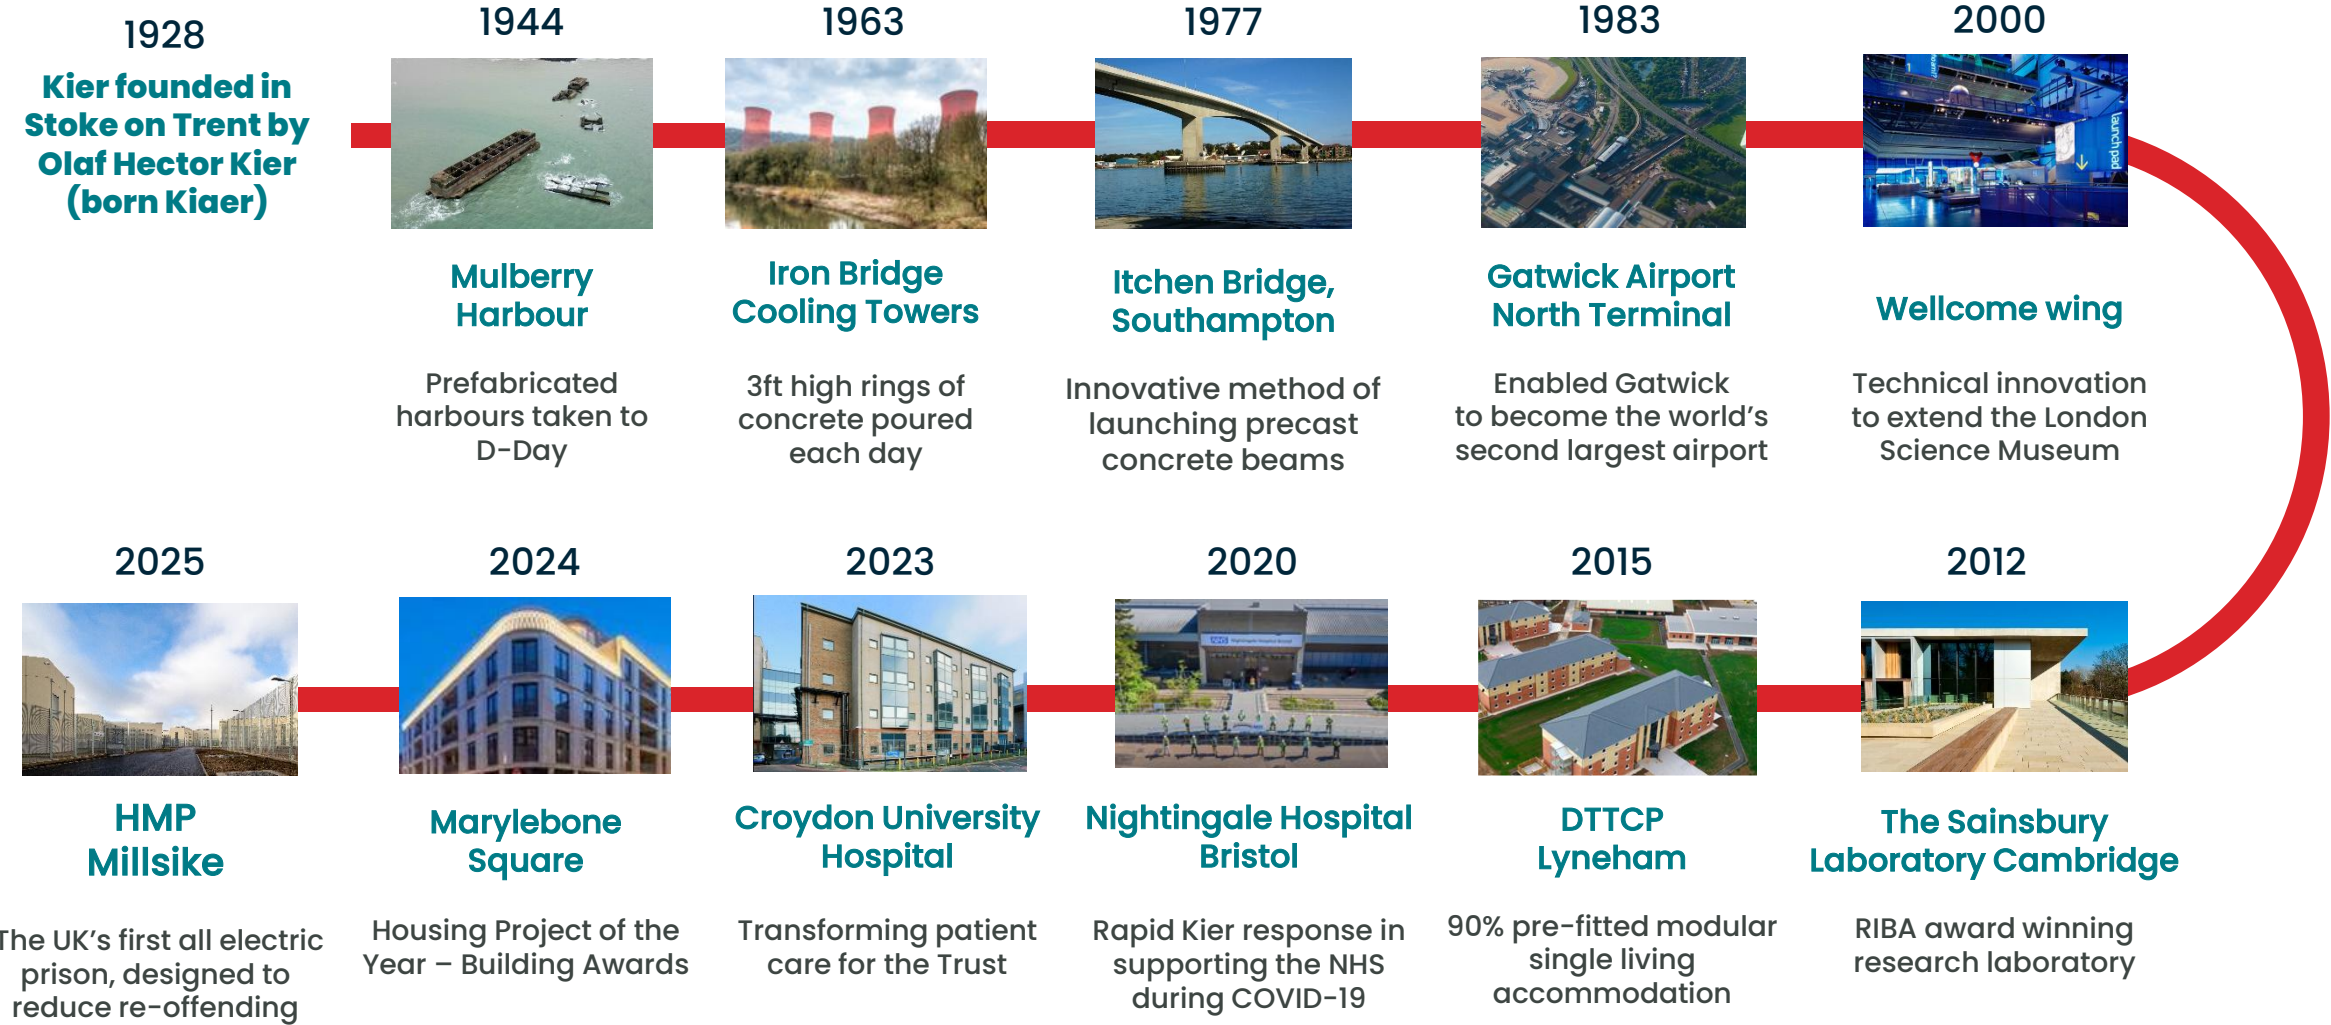 1928
Kier founded in
Stoke on Trent by
Olaf Hector Kier
(born Kiaer)
1944
Mulberry
Harbour
Prefabricated
harbours taken to
D-Day
1963
Iron Bridge
Cooling Towers
3ft high rings of
concrete poured
each day
1977
Itchen Bridge,
Southampton
Innovative method of
launching precast
concrete beams
1983
Gatwick Airport
North Terminal
Enabled Gatwick
to become the world’s
second largest airport
2000
launchpad
Wellcome wing
Technical innovation
to extend the London
Science Museum
2012
The Sainsbury
Laboratory Cambridge
RIBA award winning
research laboratory
2015
DTTCP
Lyneham
90% pre-fitted modular
single living
accommodation
2020
NHS Nightingale Hospital Bristol
Nightingale Hospital
Bristol
Rapid Kier response in
supporting the NHS
during COVID-19
2023
Croydon University
Hospital
Transforming patient
care for the Trust
2024
Marylebone
Square
Housing Project of the
Year – Building Awards
2025
HMP
Millsike
The UK’s first all electric
prison, designed to
reduce re-offending